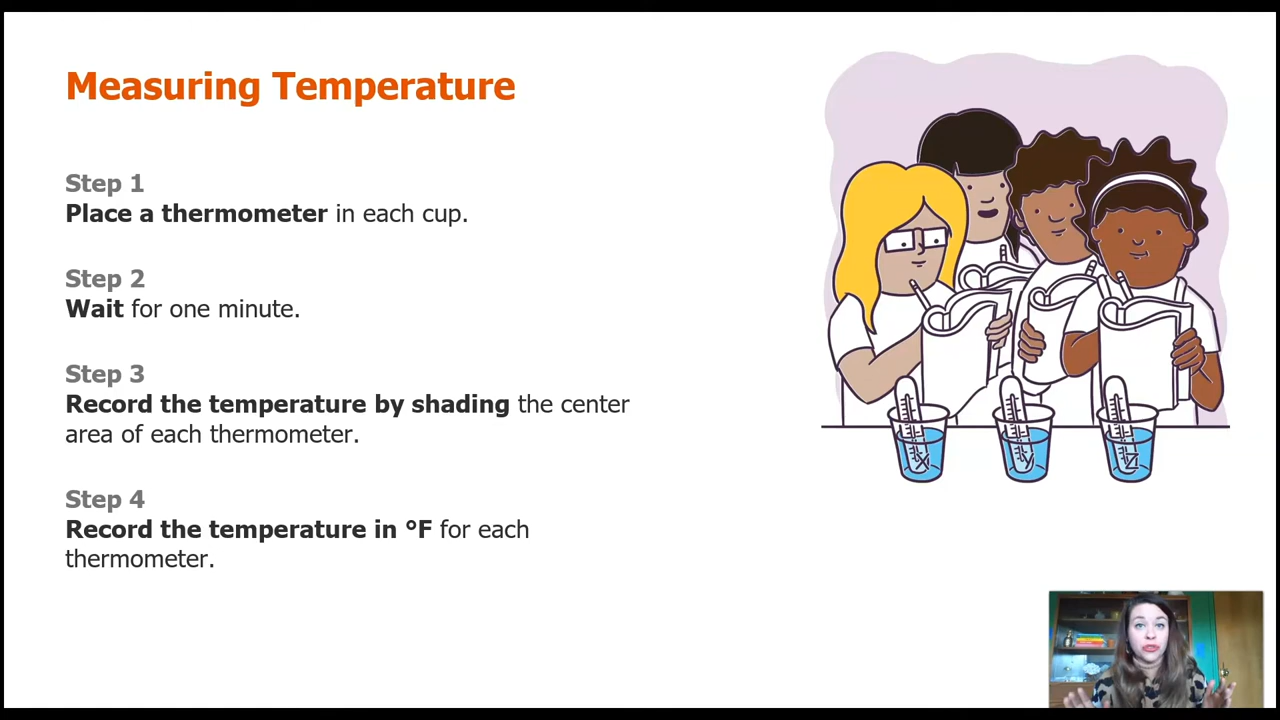 Measuring Temperature
Step 1
Place a thermometer in each cup.
Step 2
Wait for one minute.
Step 3
Record the temperature by shading the center
area of each thermometer.
Step 4
Record the temperature in °F for each
thermometer.
X
Y
Z